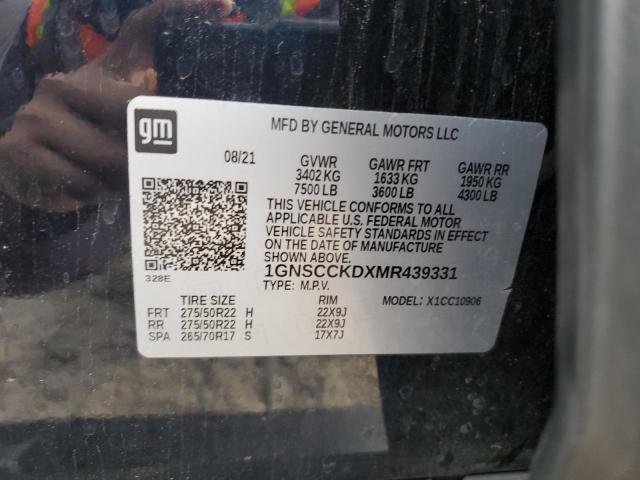 gm
MFD BY GENERAL MOTORS LLC
08/21 GVWR GAWR FRT GAWR RR
3402 KG 1633 KG 1950 KG
7500 LB 3600 LB 4300 LB
THIS VEHICLE CONFORMS TO ALL
APPLICABLE U.S. FEDERAL MOTOR
VEHICLE SAFETY STANDARDS IN
EFFECT ON THE DATE OF MANUFACTURE
SHOWN ABOVE.
328E
1GNSCCKDXMR439331
TYPE: M.P.V.
TIRE SIZE RIM MODEL: X1CC10906
FRT 275/50R22 H 22X9J
RR 275/50R22 H 22X9J
SPA 265/70R17 S 17X7J